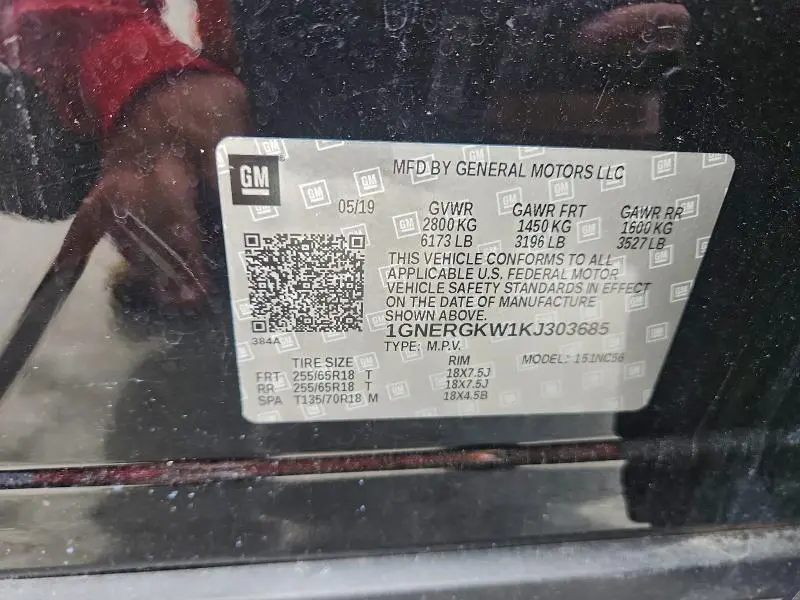 GM
MFD BY GENERAL MOTORS LLC
05/19 GVWR GAWR FRT GAWR RR
2800 KG 1450 KG 1600 KG
6173 LB 3196 LB 3527 LB
THIS VEHICLE CONFORMS TO ALL
APPLICABLE U.S. FEDERAL MOTOR
VEHICLE SAFETY STANDARDS IN EFFECT
ON THE DATE OF MANUFACTURE
SHOWN ABOVE.
384A
1GNERGKW1KJ303685
TYPE: M.P.V. MODEL: 151NC56
TIRE SIZE RIM
FRT 255/65R18 T 18X7.5J
RR 255/65R18 T 18X7.5J
SPA T135/70R18 M 18X4.5B